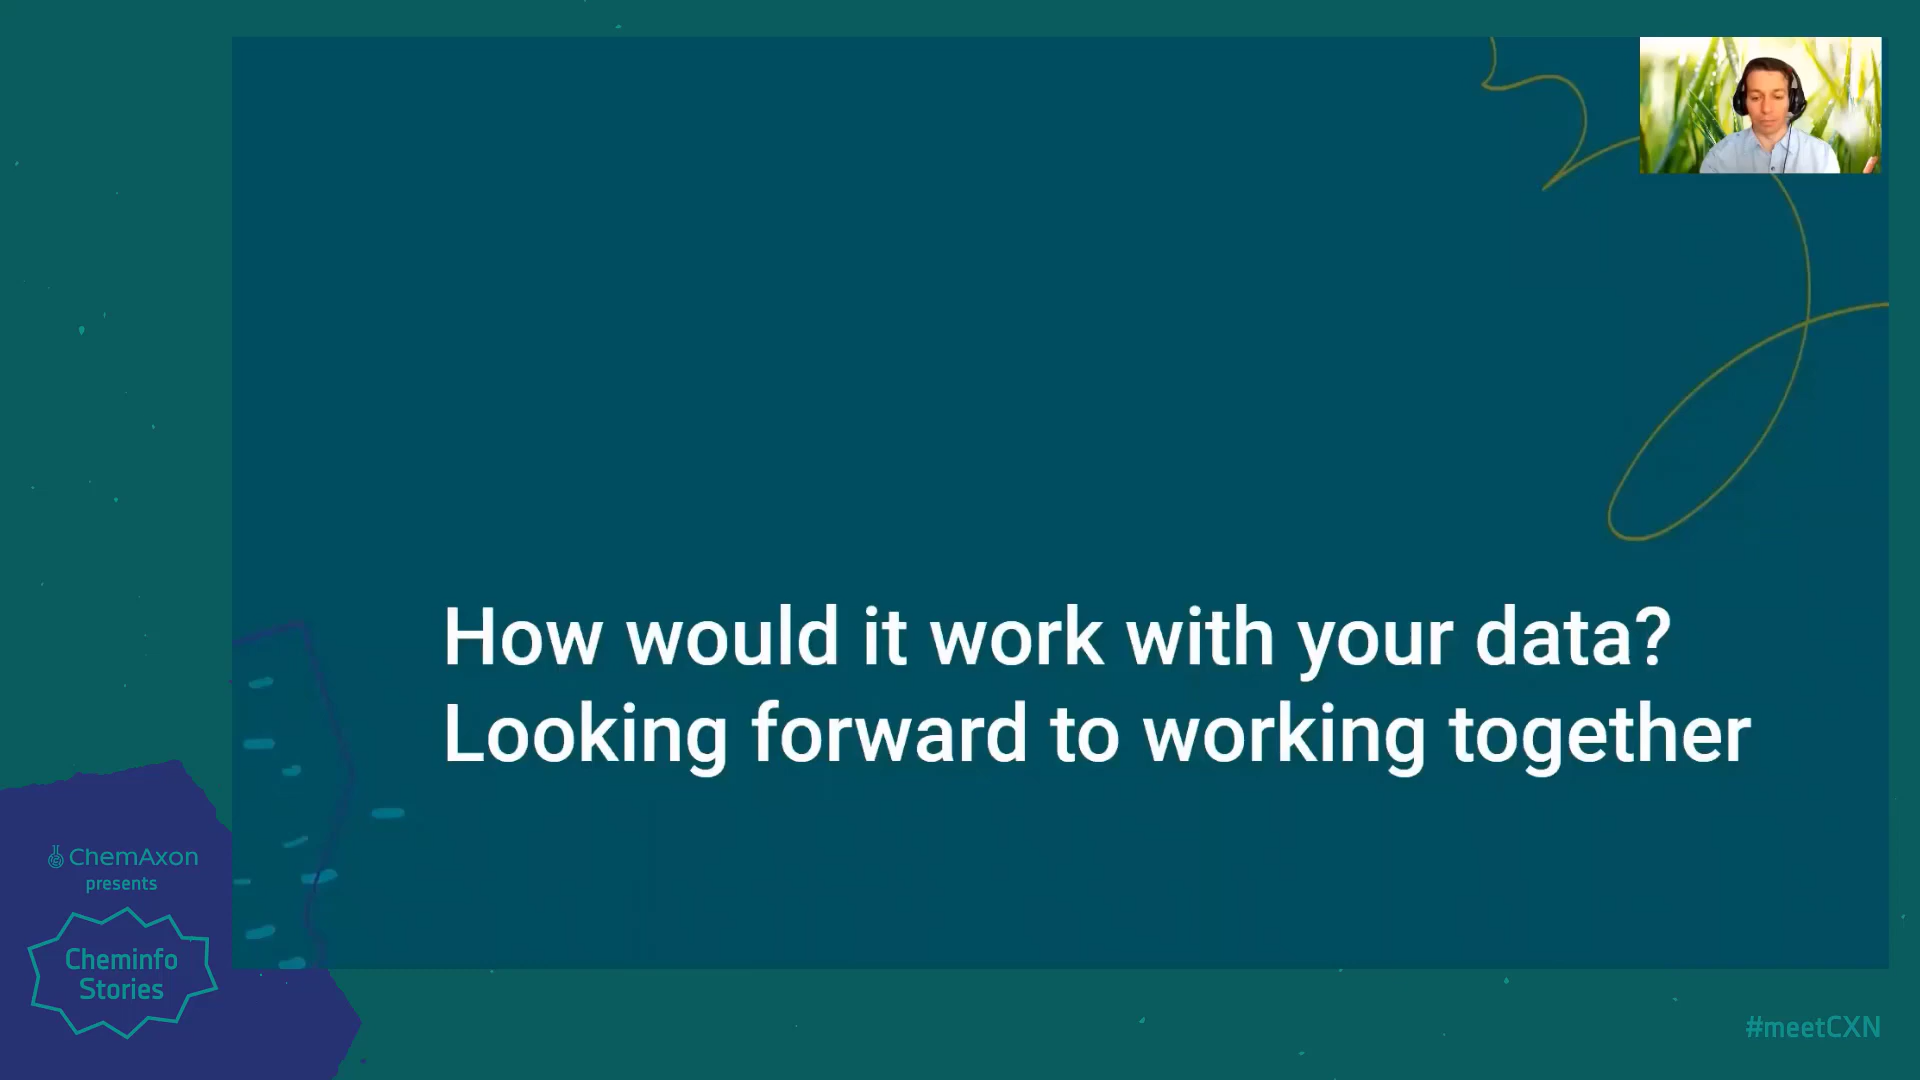 How would it work with your data?
Looking forward to working together
ChemAxon
presents
Cheminfo
Stories
#meetCXN